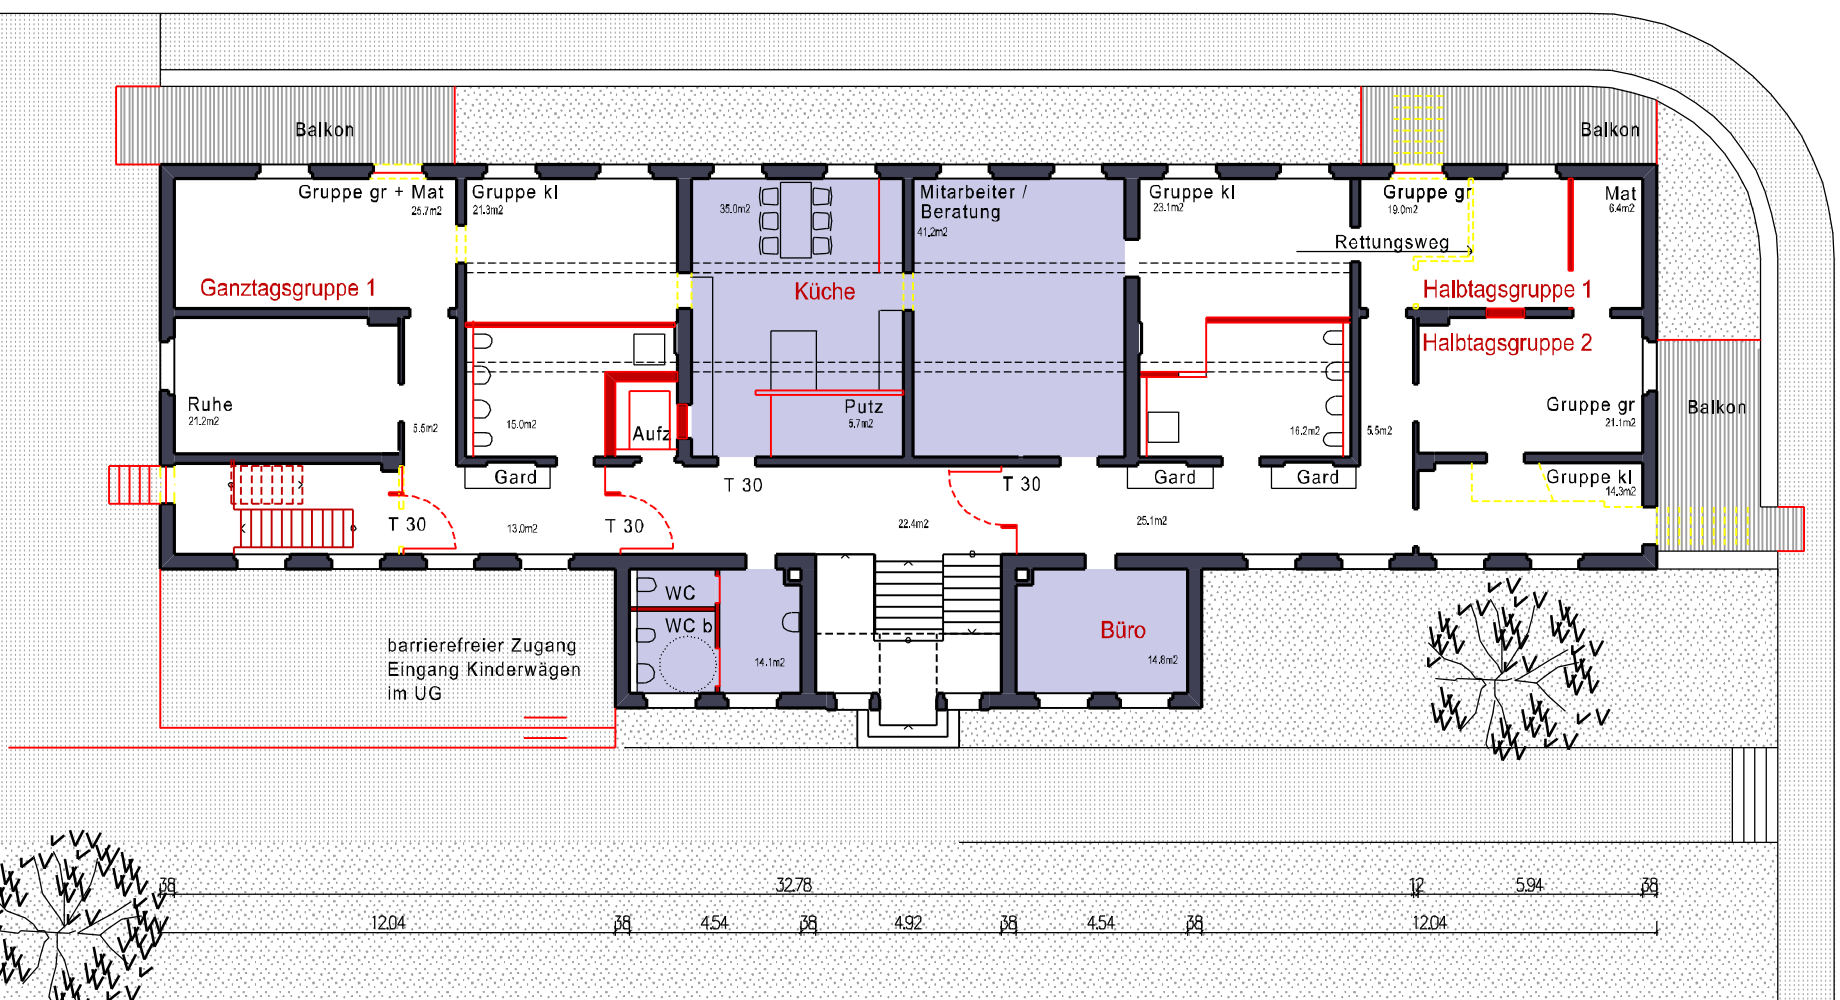 Balkon
Balkon
Gruppe gr + Mat
25.7m2
Gruppe kl
21.3m2
35.0m2
Mitarbeiter /
Beratung
41.2m2
Gruppe kl
23.1m2
Gruppe gr
19.0m2
Mat
6.4m2
Rettungsweg
Ganztagsgruppe 1
Küche
Halbtagsgruppe 1
Halbtagsgruppe 2
Ruhe
21.2m2
5.5m2
15.0m2
Aufz
Putz
5.7m2
16.2m2
5.5m2
Gruppe gr
21.1m2
Balkon
Gard
T 30
T 30
Gard
Gard
Gruppe kl
14.3m2
T 30
13.0m2
T 30
22.4m2
25.1m2
WC
WC b
14.1m2
Büro
14.8m2
barrierefreier Zugang
Eingang Kinderwägen
im UG
38
32.78
12
5.94
38
12.04
38
4.54
38
4.92
38
4.54
38
12.04